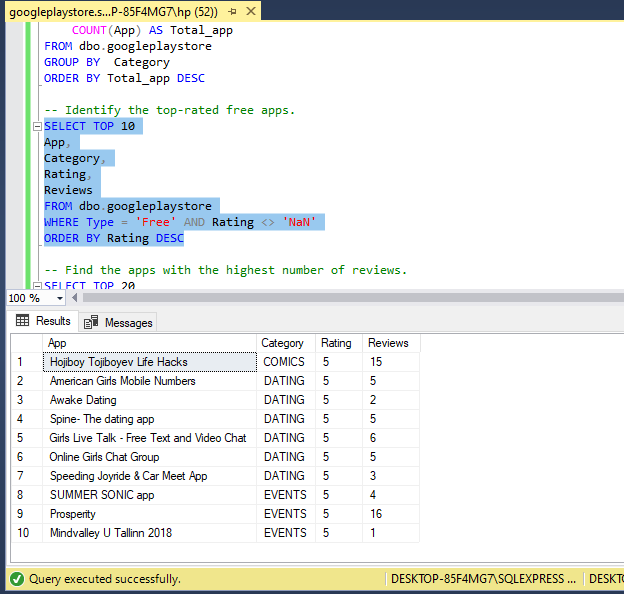 googleplaystore.s...P-85F4MG7\hp (52))
COUNT(App) AS Total_app
FROM dbo.googleplaystore
GROUP BY  Category
ORDER BY Total_app DESC
-- Identify the top-rated free apps.
SELECT TOP 10
App,
Category,
Rating,
Reviews
FROM dbo.googleplaystore
WHERE Type = 'Free' AND Rating <> 'NaN'
ORDER BY Rating DESC
-- Find the apps with the highest number of reviews.
SELECT TOP 20
100 %
Results Messages
App Category Rating Reviews
1 Hojiboy Tojiboyev Life Hacks COMICS 5 15
2 American Girls Mobile Numbers DATING 5 5
3 Awake Dating DATING 5 2
4 Spine- The dating app DATING 5 5
5 Girls Live Talk - Free Text and Video Chat DATING 5 6
6 Online Girls Chat Group DATING 5 5
7 Speeding Joyride & Car Meet App DATING 5 3
8 SUMMER SONIC app EVENTS 5 4
9 Prosperity EVENTS 5 16
10 Mindvalley U Tallinn 2018 EVENTS 5 1
Query executed successfully. DESKTOP-85F4MG7\SQLEXPRESS ... DESKT